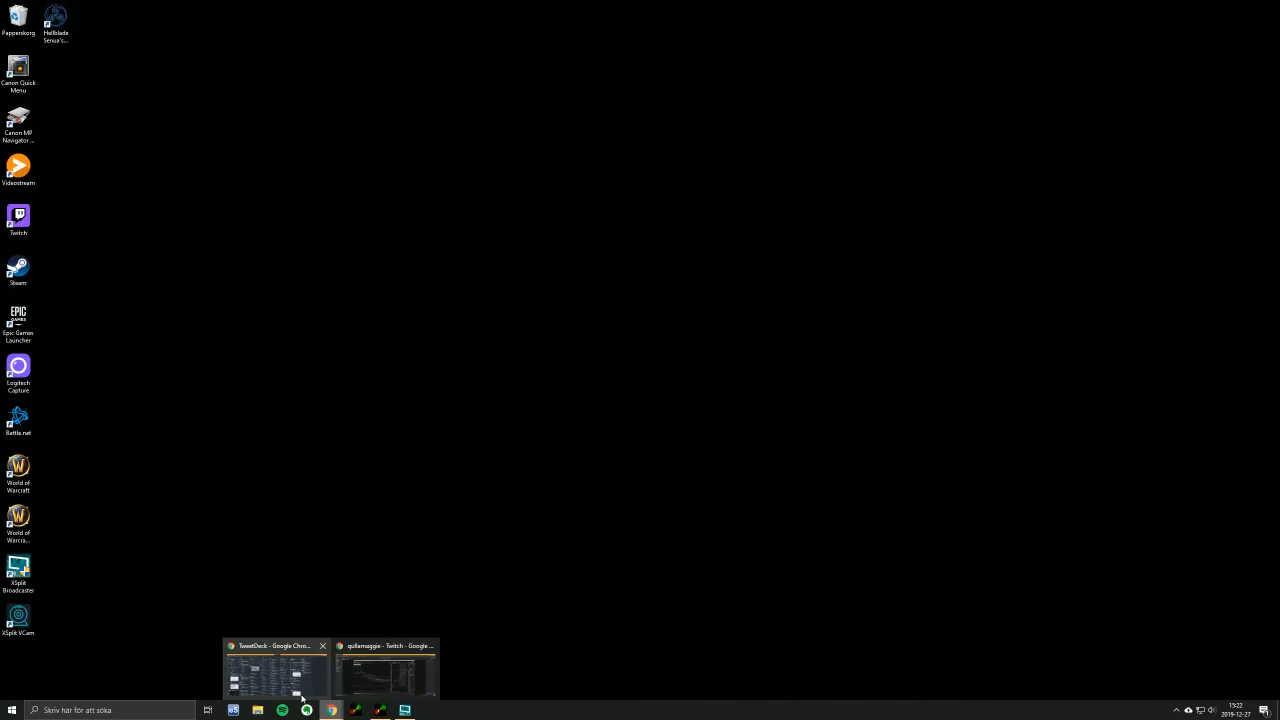 Papperskorg
Hellblade
Senua's...
Canon Quick
Menu
Canon MP
Navigator ...
Videostream
Twitch
Steam
EPIC
GAMES
Epic Games
Launcher
Logitech
Capture
Battle.net
World of
Warcraft
World of
Warcra...
XSplit
Broadcaster
XSplit VCam
TweetDeck - Google Chro...
qullamaggie - Twitch - Google ...
Skriv här för att söka
15:22
2019-12-27